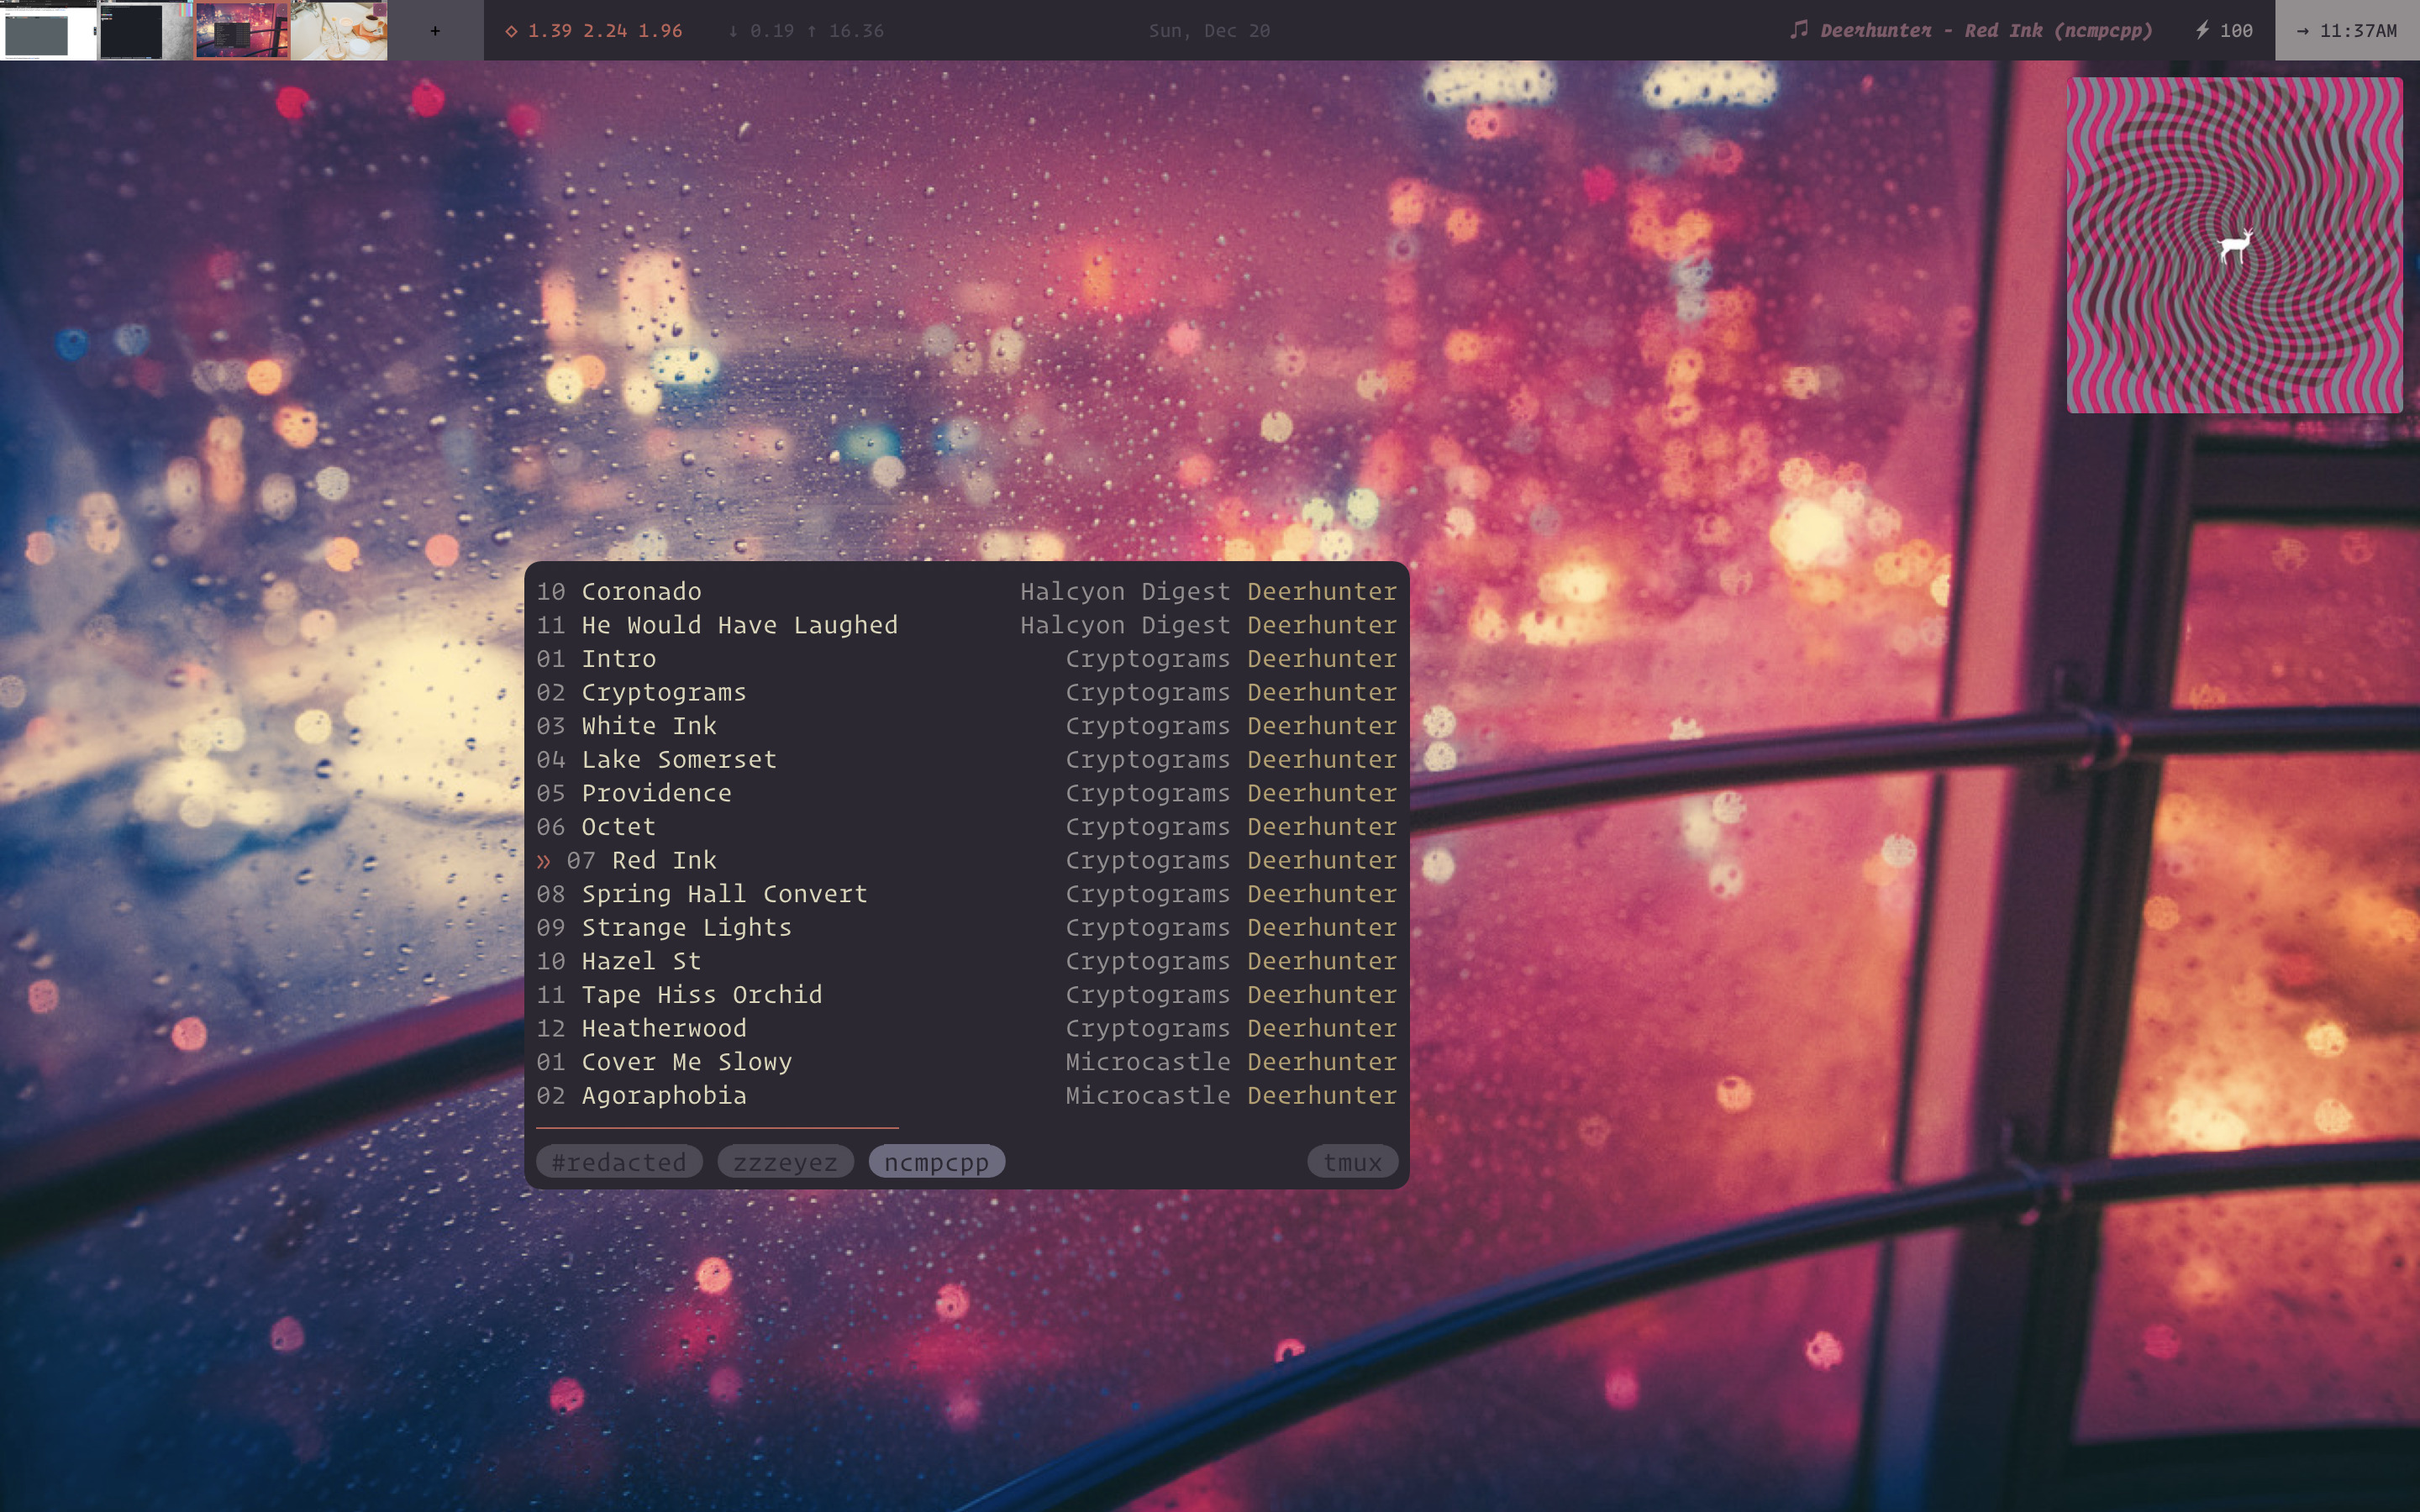 + ◇ 1.39 2.24 1.96 ↓ 0.19 ↑ 16.36 Sun, Dec 20 Deerhunter - Red Ink (ncmpcpp) 100 → 11:37AM
10 Coronado Halcyon Digest Deerhunter
11 He Would Have Laughed Halcyon Digest Deerhunter
01 Intro Cryptograms Deerhunter
02 Cryptograms Cryptograms Deerhunter
03 White Ink Cryptograms Deerhunter
04 Lake Somerset Cryptograms Deerhunter
05 Providence Cryptograms Deerhunter
06 Octet Cryptograms Deerhunter
» 07 Red Ink Cryptograms Deerhunter
08 Spring Hall Convert Cryptograms Deerhunter
09 Strange Lights Cryptograms Deerhunter
10 Hazel St Cryptograms Deerhunter
11 Tape Hiss Orchid Cryptograms Deerhunter
12 Heatherwood Cryptograms Deerhunter
01 Cover Me Slowy Microcastle Deerhunter
02 Agoraphobia Microcastle Deerhunter
#redacted zzzeyez ncmpcpp tmux